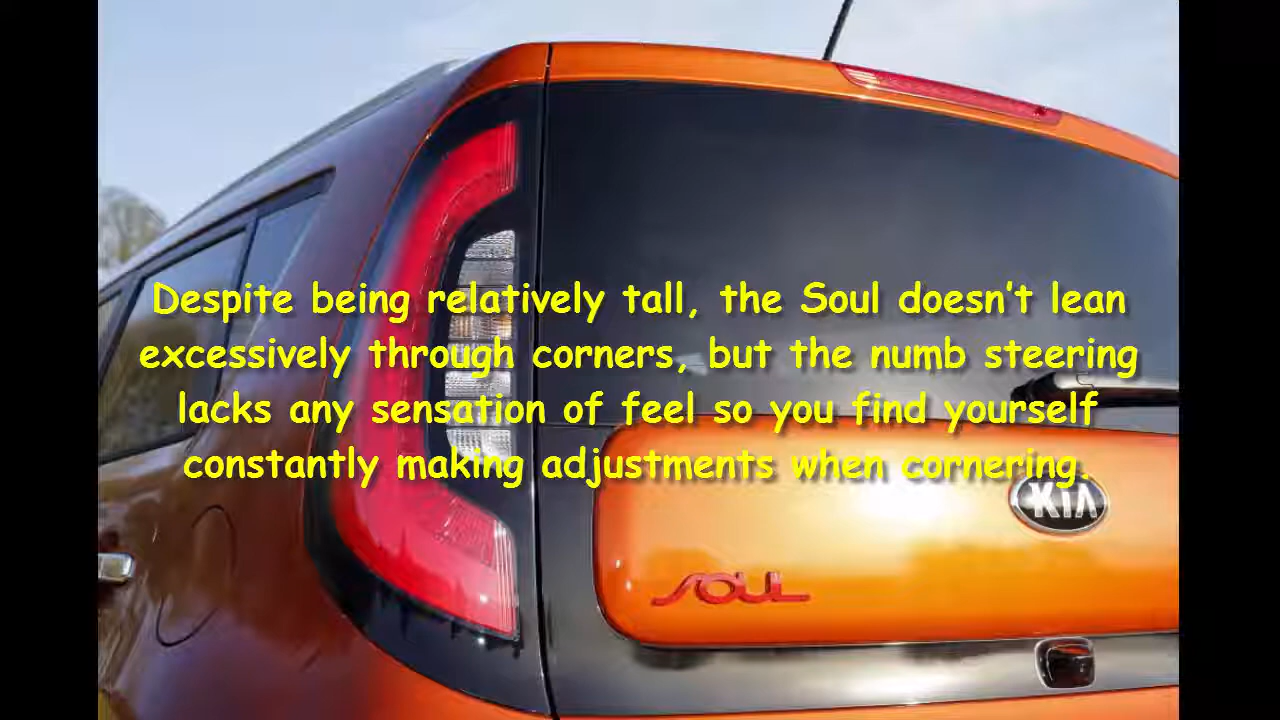 Despite being relatively tall, the Soul doesn't lean
excessively through corners, but the numb steering
lacks any sensation of feel so you find yourself
constantly making adjustments when cornering.
KIA
SOUL